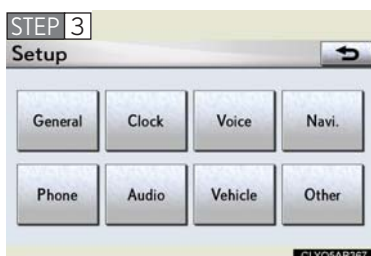 STEP 3
Setup
General Clock Voice Navi.
Phone Audio Vehicle Other